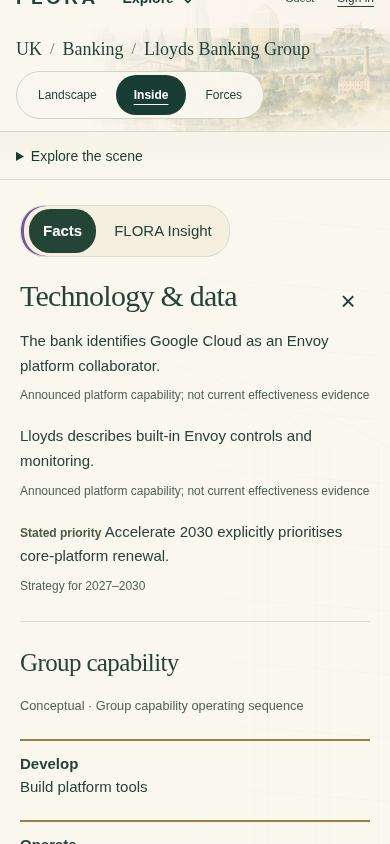 FLORA Explore Guest Sign in
UK / Banking / Lloyds Banking Group
Landscape Inside Forces
Explore the scene
Facts FLORA Insight
Technology & data ×
The bank identifies Google Cloud as an Envoy
platform collaborator.
Announced platform capability; not current effectiveness evidence
Lloyds describes built-in Envoy controls and
monitoring.
Announced platform capability; not current effectiveness evidence
Stated priority Accelerate 2030 explicitly prioritises
core-platform renewal.
Strategy for 2027–2030
Group capability
Conceptual · Group capability operating sequence
Develop
Build platform tools
Operate